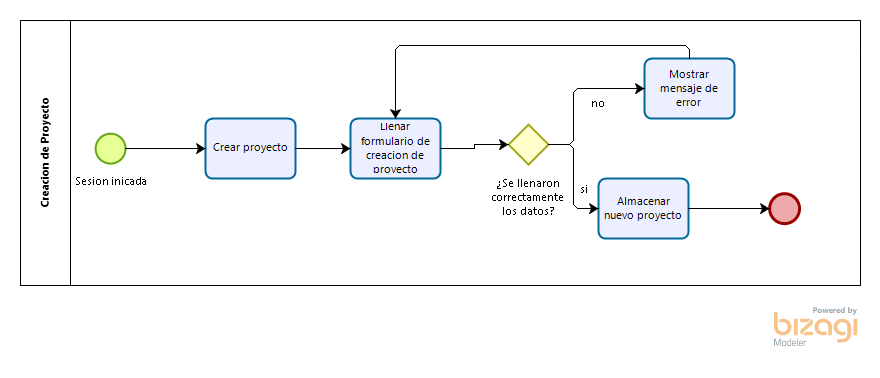 Creacion de Proyecto
Sesion inicada
Crear proyecto
Llenar
formulario de
creacion de
proyecto
¿Se llenaron
correctamente
los datos?
no
Mostrar
mensaje de
error
si
Almacenar
nuevo proyecto
Powered by
bizagi
Modeler